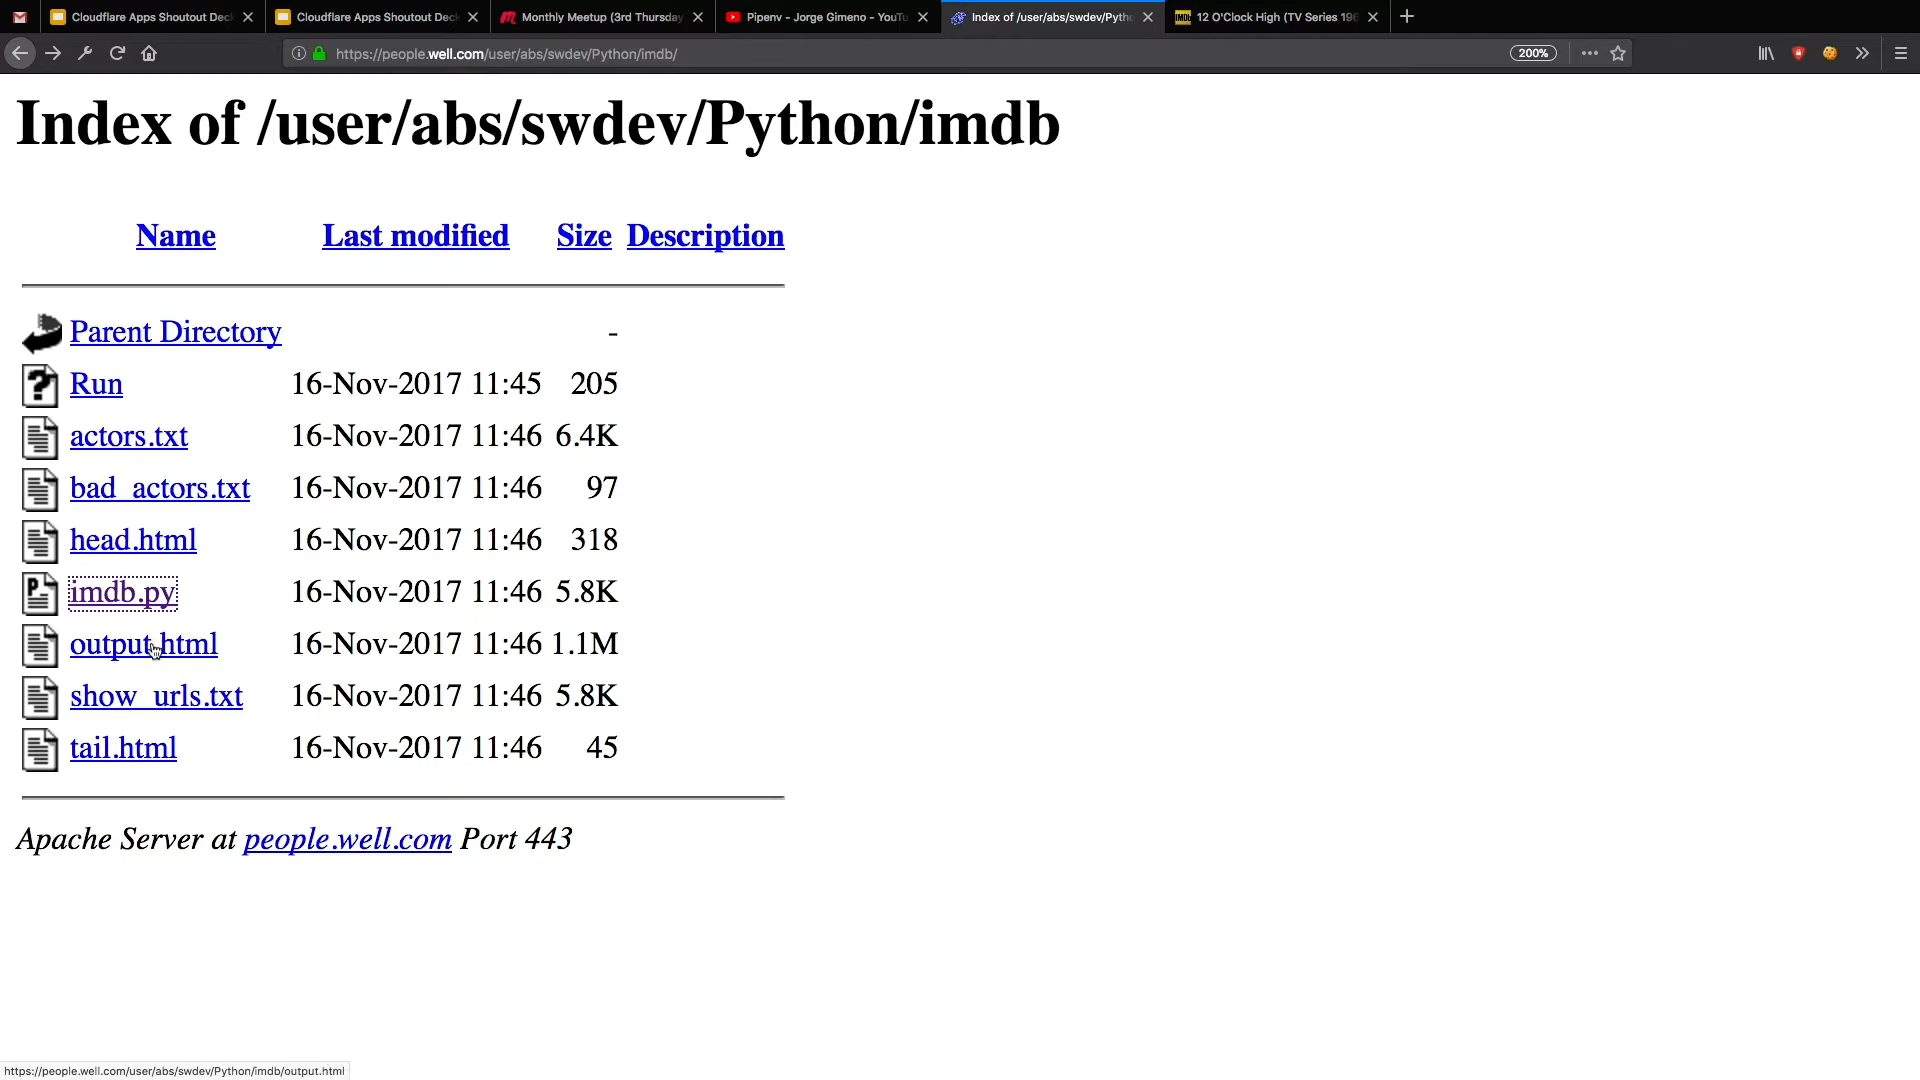 Cloudflare Apps Shoutout Deck
Cloudflare Apps Shoutout Deck
Monthly Meetup (3rd Thursday
Pipenv - Jorge Gimeno - YouTu
Index of /user/abs/swdev/Pytho
IMDb 12 O'Clock High (TV Series 196
https://people.well.com/user/abs/swdev/Python/imdb/
200%
Index of /user/abs/swdev/Python/imdb
Name Last modified Size Description
Parent Directory -
Run 16-Nov-2017 11:45 205
actors.txt 16-Nov-2017 11:46 6.4K
bad_actors.txt 16-Nov-2017 11:46 97
head.html 16-Nov-2017 11:46 318
imdb.py 16-Nov-2017 11:46 5.8K
output.html 16-Nov-2017 11:46 1.1M
show_urls.txt 16-Nov-2017 11:46 5.8K
tail.html 16-Nov-2017 11:46 45
Apache Server at people.well.com Port 443
https://people.well.com/user/abs/swdev/Python/imdb/output.html